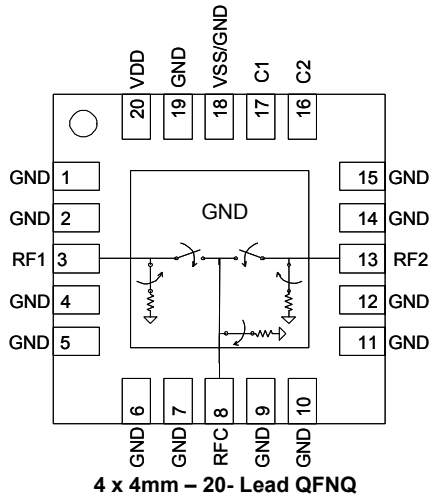 VDD
GND
VSS/GND
C1
C2
20
19
18
17
16
GND 1
15 GND
GND 2
GND
14 GND
RF1 3
13 RF2
GND 4
12 GND
GND 5
11 GND
6
7
8
9
10
GND
GND
RFC
GND
GND
4 x 4mm – 20- Lead QFNQ